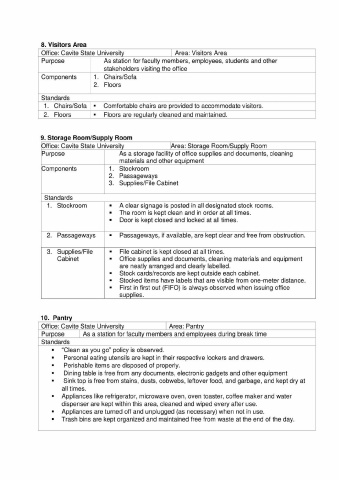 8. Visitors Area
Office: Cavite State University Area: Visitors Area
Purpose As station for faculty members, employees, students and other
stakeholders visiting the office
Components 1. Chairs/Sofa
2. Floors
Standards
1. Chairs/Sofa • Comfortable chairs are provided to accommodate visitors.
2. Floors • Floors are regularly cleaned and maintained.
9. Storage Room/Supply Room
Office: Cavite State University Area: Storage Room/Supply Room
Purpose As a storage facility of office supplies and documents, cleaning
materials and other equipment
Components 1. Stockroom
2. Passageways
3. Supplies/File Cabinet
Standards
1. Stockroom • A clear signage is posted in all designated stock rooms.
• The room is kept clean and in order at all times.
• Door is kept closed and locked at all times.
2. Passageways • Passageways, if available, are kept clear and free from obstruction.
3. Supplies/File • File cabinet is kept closed at all times.
Cabinet • Office supplies and documents, cleaning materials and equipment
are neatly arranged and clearly labelled.
• Stock cards/records are kept outside each cabinet.
• Stocked items have labels that are visible from one-meter distance.
• First in first out (FIFO) is always observed when issuing office
supplies.
10. Pantry
Office: Cavite State University Area: Pantry
Purpose As a station for faculty members and employees during break time
Standards
• "Clean as you go" policy is observed.
• Personal eating utensils are kept in their respective lockers and drawers.
• Perishable items are disposed of properly.
• Dining table is free from any documents, electronic gadgets and other equipment
• Sink top is free from stains, dusts, cobwebs, leftover food, and garbage, and kept dry at
all times.
• Appliances like refrigerator, microwave oven, oven toaster, coffee maker and water
dispenser are kept within this area, cleaned and wiped every after use.
• Appliances are turned off and unplugged (as necessary) when not in use.
• Trash bins are kept organized and maintained free from waste at the end of the day.